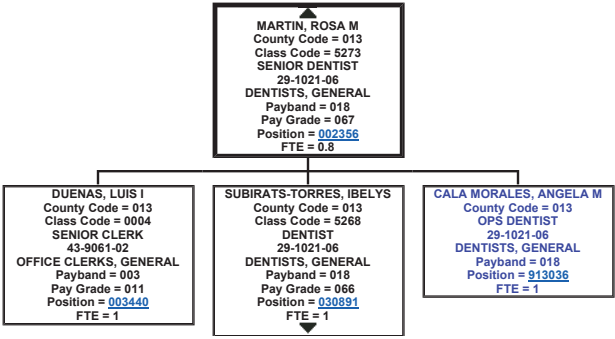 MARTIN, ROSA M
County Code = 013
Class Code = 5273
SENIOR DENTIST
29-1021-06
DENTISTS, GENERAL
Payband = 018
Pay Grade = 067
Position = 002356
FTE = 0.8
DUENAS, LUIS I
County Code = 013
Class Code = 0004
SENIOR CLERK
43-9061-02
OFFICE CLERKS, GENERAL
Payband = 003
Pay Grade = 011
Position = 003440
FTE = 1
SUBIRATS-TORRES, IBELYS
County Code = 013
Class Code = 5268
DENTIST
29-1021-06
DENTISTS, GENERAL
Payband = 018
Pay Grade = 066
Position = 030891
FTE = 1
CALA MORALES, ANGELA M
County Code = 013
OPS DENTIST
29-1021-06
DENTISTS, GENERAL
Payband = 018
Position = 913036
FTE = 1